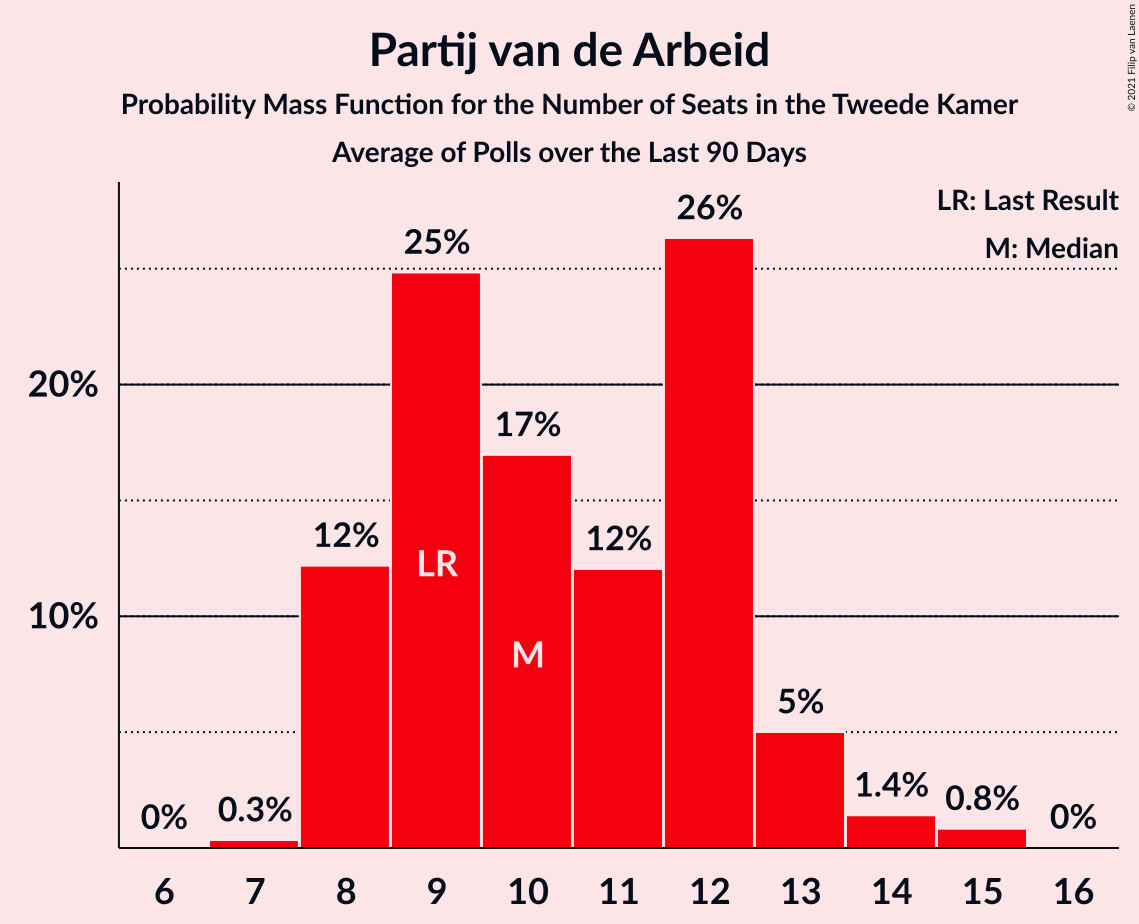 Partij van de Arbeid
Probability Mass Function for the Number of Seats in the Tweede Kamer
Average of Polls over the Last 90 Days
© 2021 Filip van Laenen
LR: Last Result
M: Median
26%
25%
20%
17%
12%
12%
LR
10%
M
5%
1.4%
0.8%
0.3%
0%
0%
6 7 8 9 10 11 12 13 14 15 16